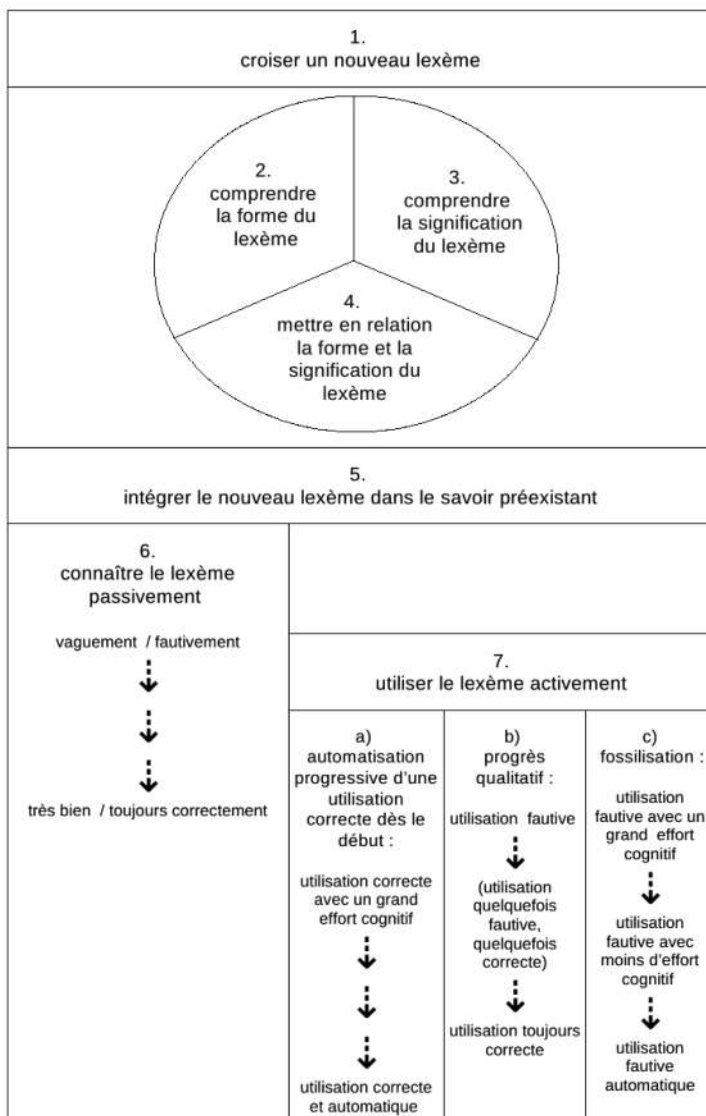 1.
croiser un nouveau lexème
2.
comprendre
la forme du
lexème
3.
comprendre
la signification
du lexème
4.
mettre en relation
la forme et la
signification du
lexème
5.
intégrer le nouveau lexème dans le savoir préexistant
6.
connaître le lexème
passivement
vaguement / fautivement
très bien / toujours correctement
7.
utiliser le lexème activement
a)
automatisation
progressive d'une
utilisation
correcte dès le
début :
utilisation correcte
avec un grand
effort cognitif
utilisation correcte
et automatique
b)
progrès
qualitatif :
utilisation fautive
(utilisation
quelquefois
fautive,
quelquefois
correcte)
utilisation toujours
correcte
c)
fossilisation :
utilisation
fautive avec un
grand effort
cognitif
utilisation
fautive avec
moins d'effort
cognitif
utilisation
fautive
automatique